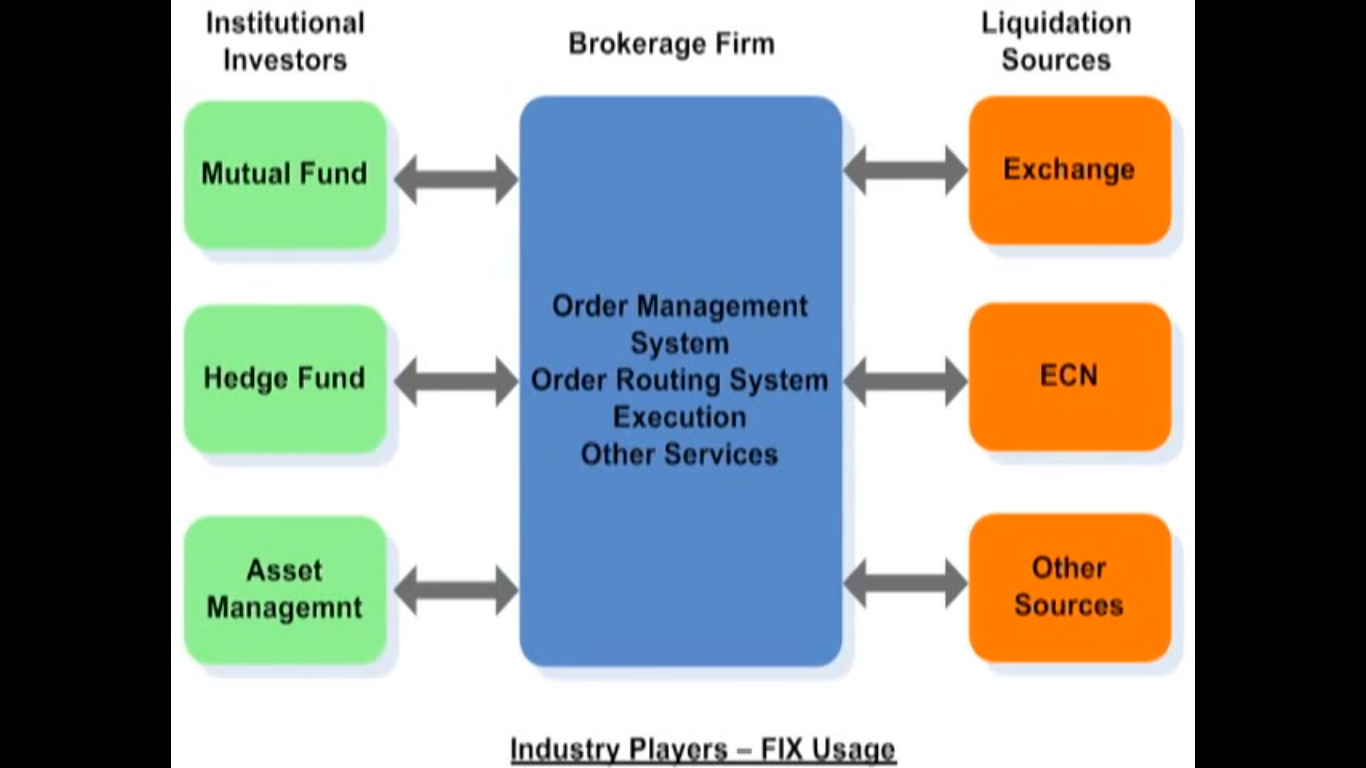 Institutional
Investors
Brokerage Firm
Liquidation
Sources
Mutual Fund
Hedge Fund
Asset
Managemnt
Order Management
System
Order Routing System
Execution
Other Services
Exchange
ECN
Other
Sources
Industry Players – FIX Usage